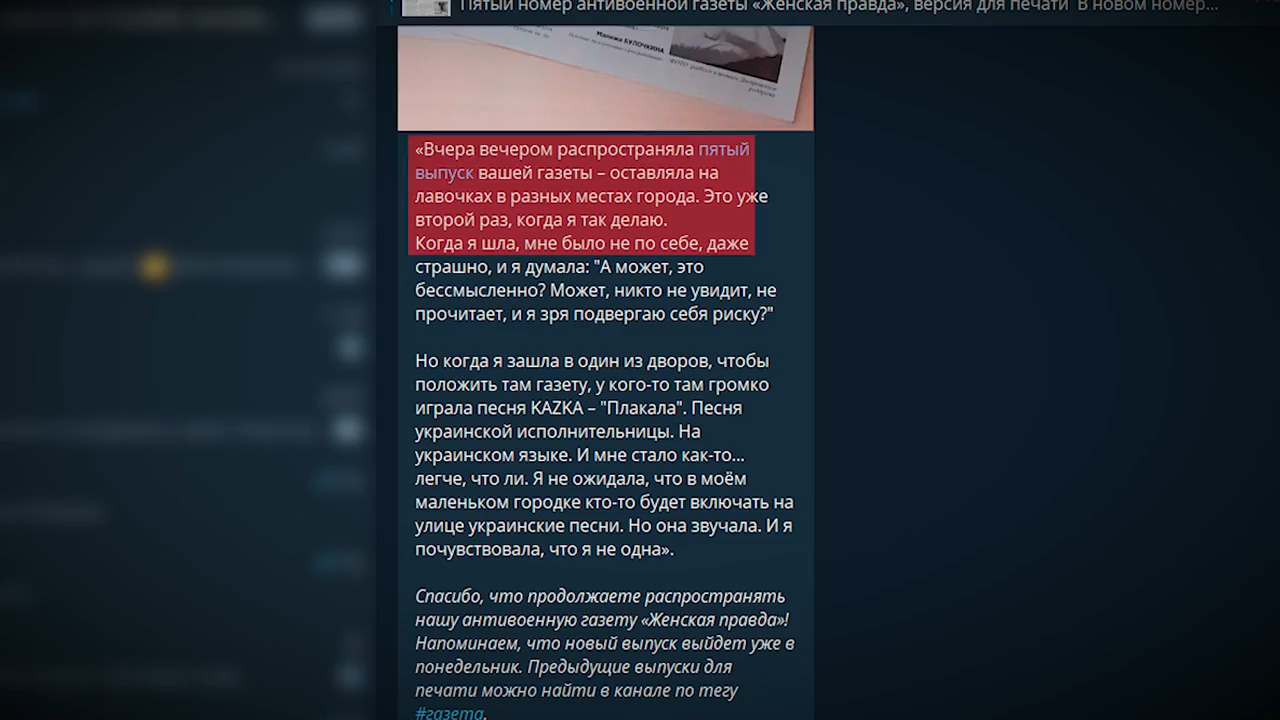 Пятый номер антивоенной газеты «Женская правда», версия для печати В новом номер...
Манижа БУЛОЧКИНА
«Вчера вечером распространяла пятый
выпуск вашей газеты – оставляла на
лавочках в разных местах города. Это уже
второй раз, когда я так делаю.
Когда я шла, мне было не по себе, даже
страшно, и я думала: "А может, это
бессмысленно? Может, никто не увидит, не
прочитает, и я зря подвергаю себя риску?"
Но когда я зашла в один из дворов, чтобы
положить там газету, у кого-то там громко
играла песня KAZKA – "Плакала". Песня
украинской исполнительницы. На
украинском языке. И мне стало как-то...
легче, что ли. Я не ожидала, что в моём
маленьком городке кто-то будет включать на
улице украинские песни. Но она звучала. И я
почувствовала, что я не одна».
Спасибо, что продолжаете распространять
нашу антивоенную газету «Женская правда»!
Напоминаем, что новый выпуск выйдет уже в
понедельник. Предыдущие выпуски для
печати можно найти в канале по тегу
#газета.